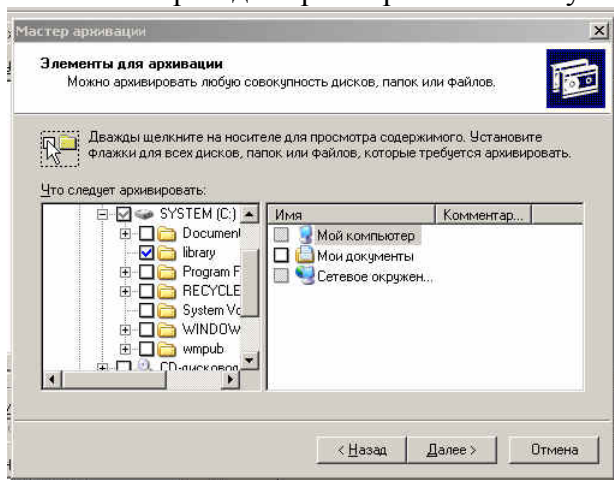 Мастер архивации
Элементы для архивации
Можно архивировать любую совокупность дисков, папок или файлов.
Дважды щелкните на носителе для просмотра содержимого. Установите
флажки для всех дисков, папок или файлов, которые требуется архивировать.
Что следует архивировать:
SYSTEM (C:)
Document
library
Program F
RECYCLE
System Vo
WINDOW
wmpub
CD-дисковод
Имя
Комментар...
Мой компьютер
Мои документы
Сетевое окружен...
< Назад
Далее >
Отмена